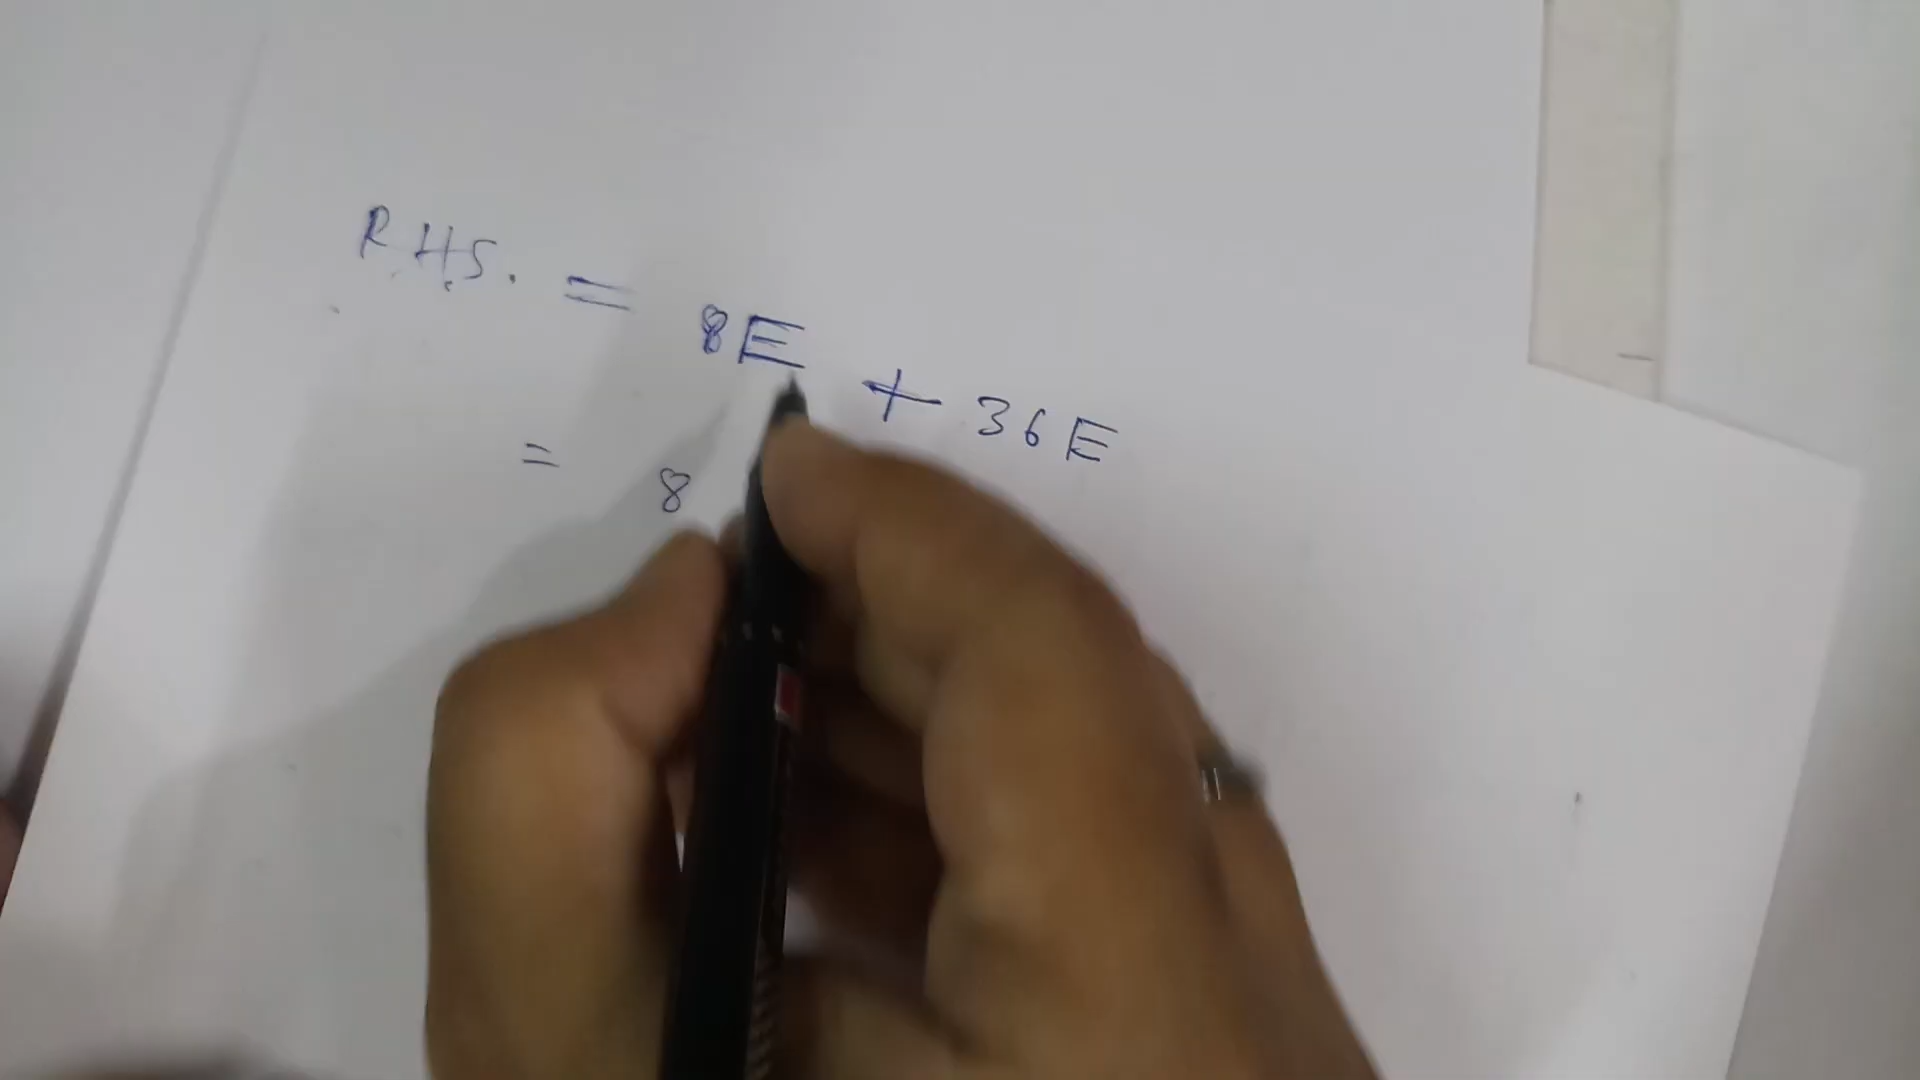 R.H.S. = 8E + 36E
= 8